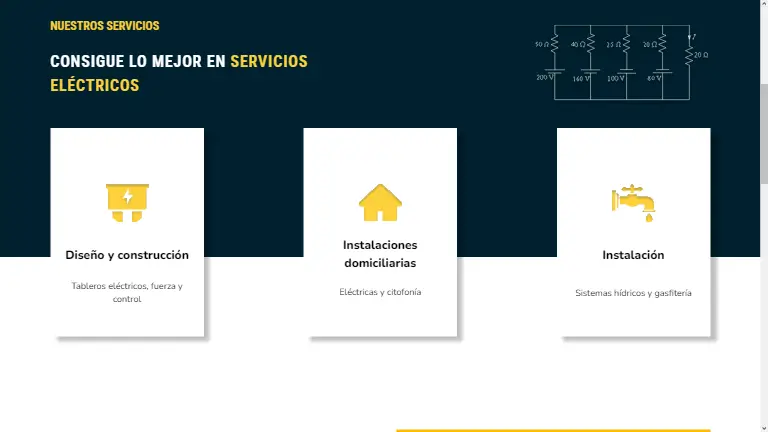 NUESTROS SERVICIOS
CONSIGUE LO MEJOR EN SERVICIOS
ELÉCTRICOS
50 Ω
40 Ω
25 Ω
20 Ω
I
20 Ω
200 V
160 V
100 V
80 V
Diseño y construcción
Tableros eléctricos, fuerza y
control
Instalaciones
domiciliarias
Eléctricas y citofonía
Instalación
Sistemas hídricos y gasfitería